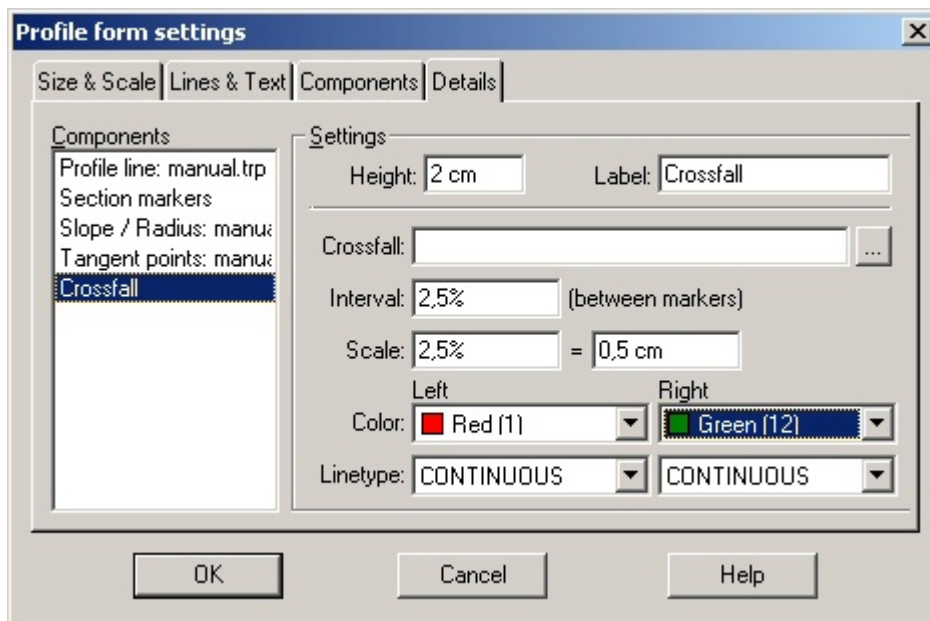 Profile form settings
Size & Scale Lines & Text Components Details
Components
Profile line: manual.trp
Section markers
Slope / Radius: manu
Tangent points: manu
Crossfall
Settings
Height: 2 cm Label: Crossfall
Crossfall: ...
Interval: 2,5% (between markers)
Scale: 2,5% = 0,5 cm
Left Right
Color: Red (1) Green (12)
Linetype: CONTINUOUS CONTINUOUS
OK Cancel Help